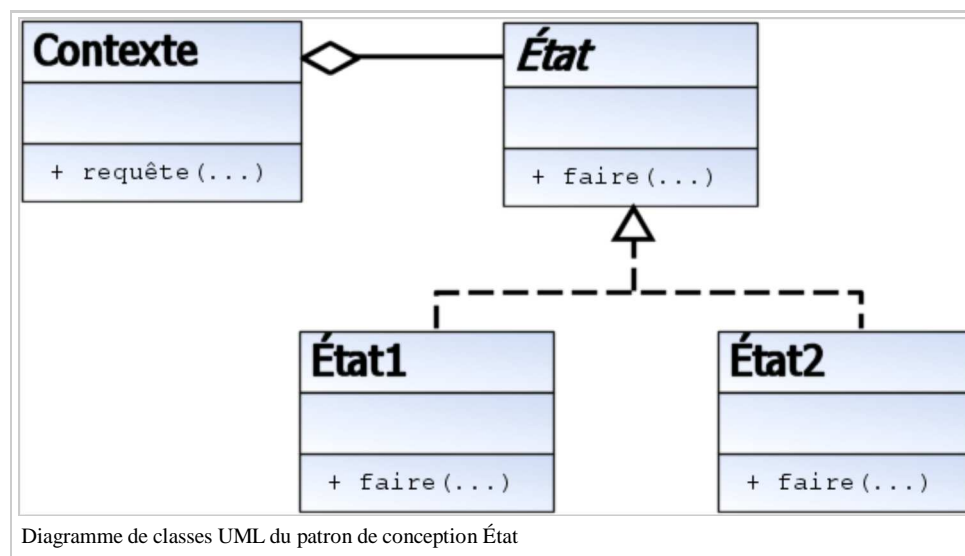 Contexte
État
+ requête(...)
+ faire(...)
État1
État2
+ faire(...)
+ faire(...)
Diagramme de classes UML du patron de conception État